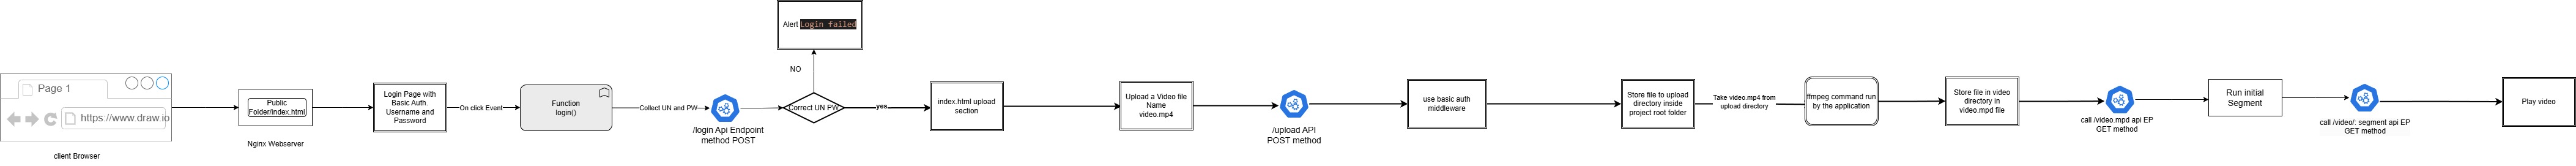 Page 1
https://www.draw.io
client Browser
Public
Folder/index.html
Nginx Webserver
Login Page with
Basic Auth.
Username and
Password
On click Event
Function
login()
Collect UN and PW
/login Api Endpoint
method POST
Correct UN PW
NO
Alert Login failed
yes
index.html upload
section
Upload a Video file
Name
video.mp4
/upload API
POST method
use basic auth
middleware
Store file to upload
directory inside
project root folder
Take video.mp4 from
upload directory
ffmpeg command run
by the application
Store file in video
directory in
video.mpd file
call /video.mpd api EP
GET method
Run initial
Segment
call /video/: segment api EP
GET method
Play video